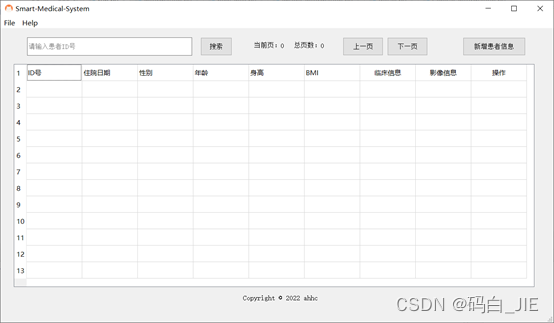 Smart-Medical-System
File Help
请输入患者ID号 搜索 当前页：0 总页数：0 上一页 下一页 新增患者信息
1 ID号 住院日期 性别 年龄 身高 BMI 临床信息 影像信息 操作
2
3
4
5
6
7
8
9
10
11
12
13
Copyright © 2022 ahhc
CSDN @码白_JIE